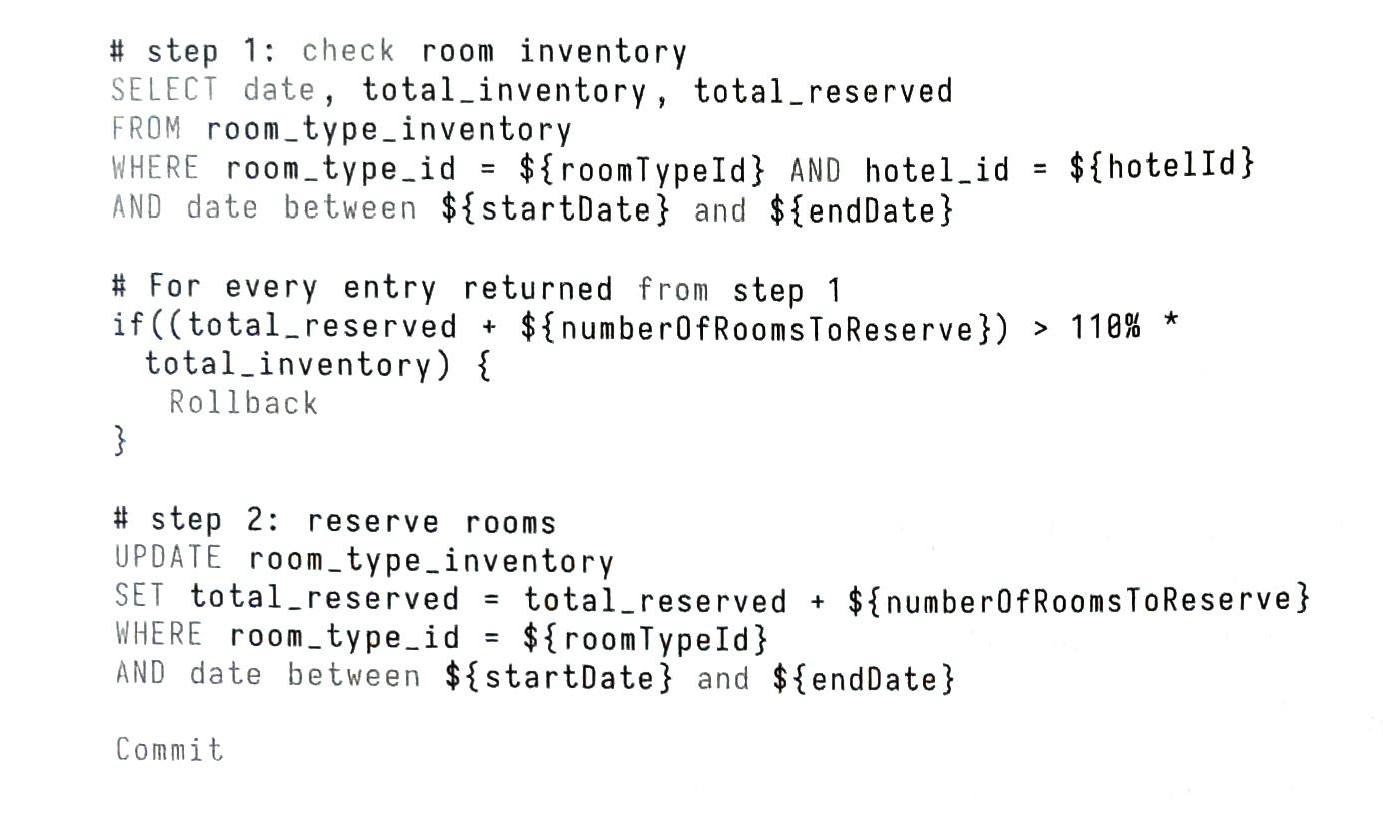 # step 1: check room inventory
SELECT date, total_inventory, total_reserved
FROM room_type_inventory
WHERE room_type_id = ${roomTypeId} AND hotel_id = ${hotelId}
AND date between ${startDate} and ${endDate}
# For every entry returned from step 1
if((total_reserved + ${numberOfRoomsToReserve}) > 110% *
total_inventory) {
Rollback
}
# step 2: reserve rooms
UPDATE room_type_inventory
SET total_reserved = total_reserved + ${numberOfRoomsToReserve}
WHERE room_type_id = ${roomTypeId}
AND date between ${startDate} and ${endDate}
Commit